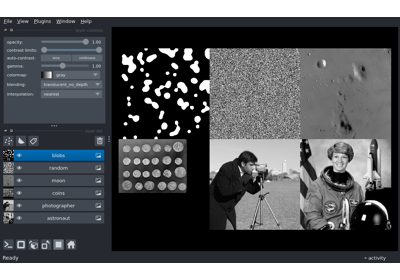 File View Plugins Window Help
opacity: 1.00
contrast limits:
auto-contrast: once continuous
gamma: 1.00
colormap: gray
blending: translucent_no_depth
interpolation: nearest
blobs
random
moon
coins
photographer
astronaut
Ready activity